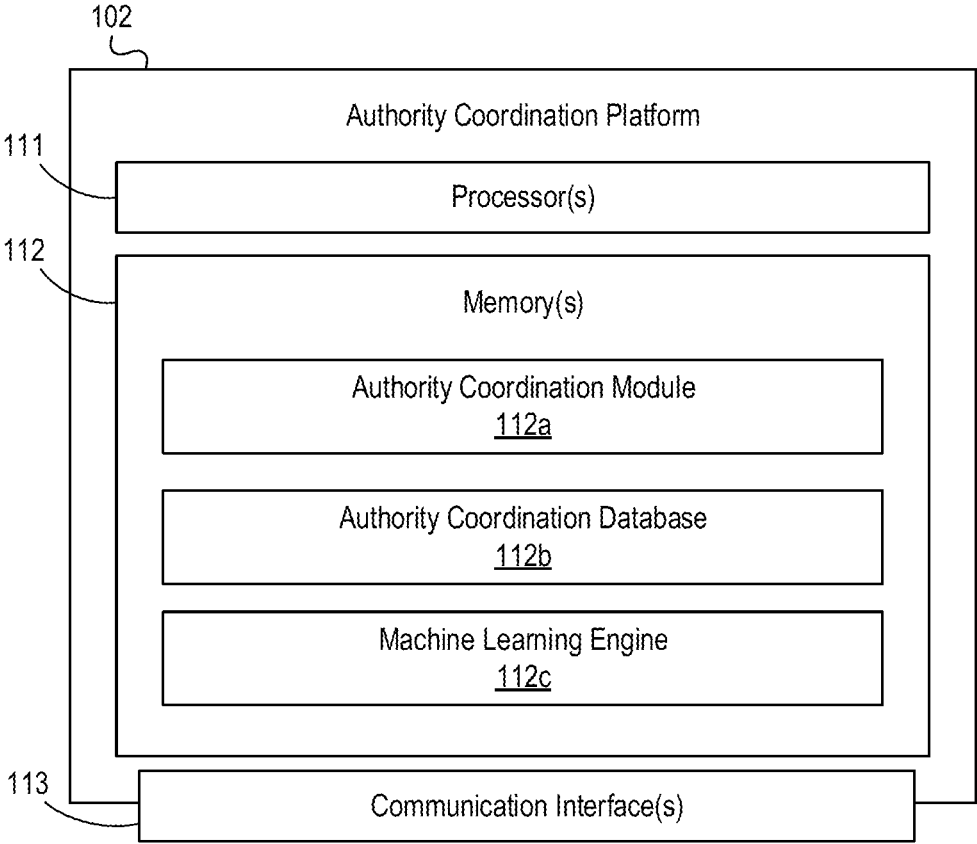 102
Authority Coordination Platform
111
Processor(s)
112
Memory(s)
Authority Coordination Module
112a
Authority Coordination Database
112b
Machine Learning Engine
112c
113
Communication Interface(s)